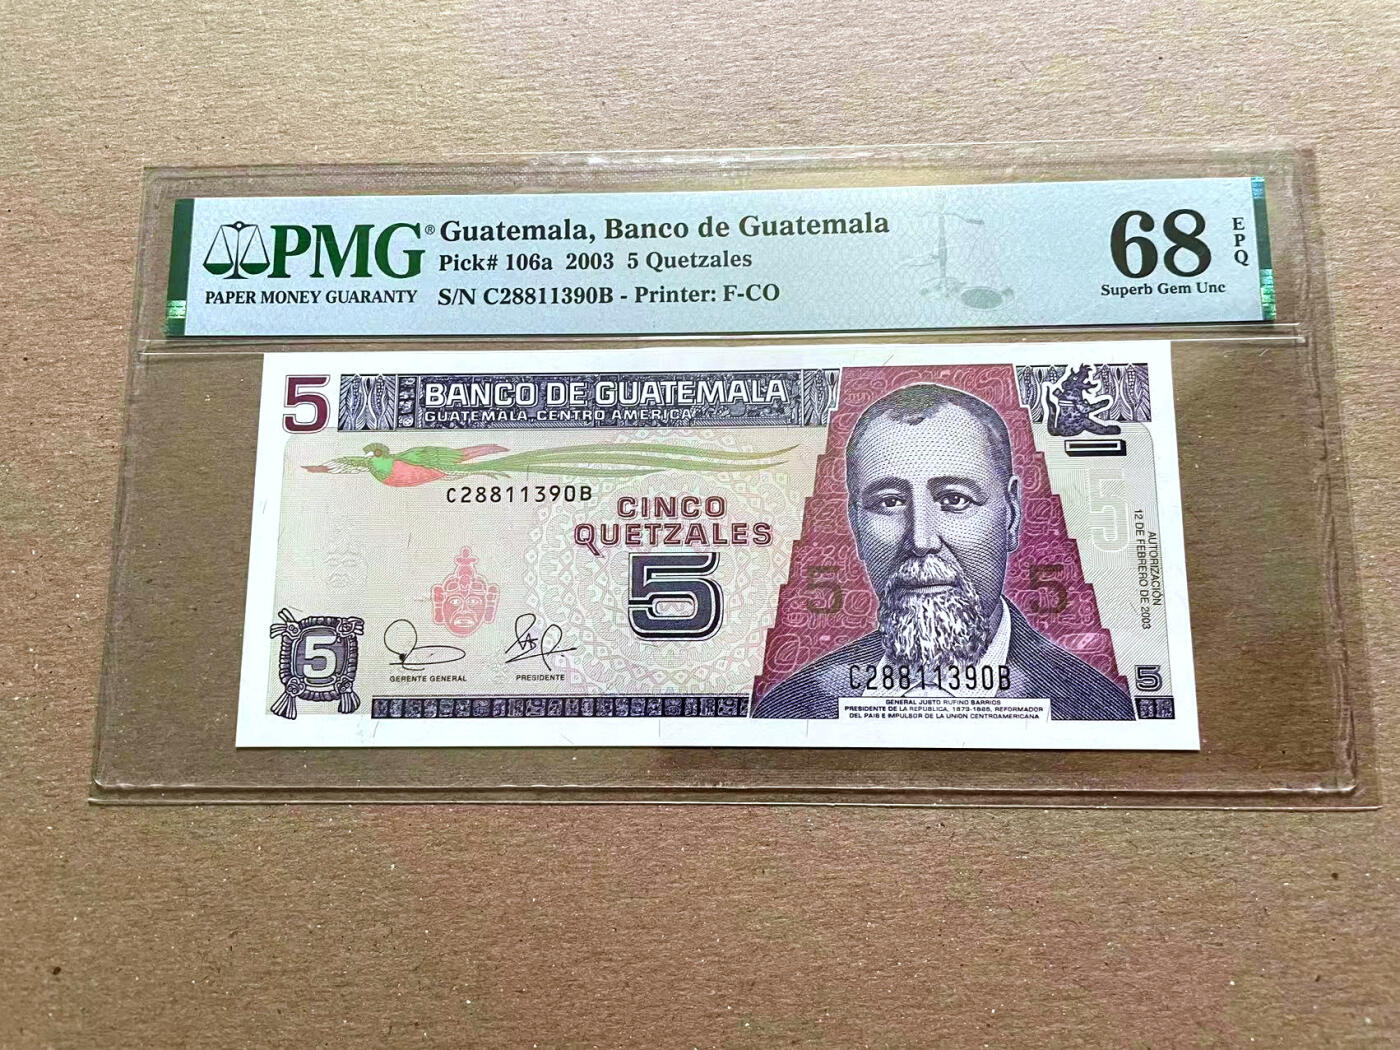 PMG® Guatemala, Banco de Guatemala
Pick# 106a 2003 5 Quetzales
PAPER MONEY GUARANTY
S/N C28811390B - Printer: F-CO
68
EPQ
Superb Gem Unc
5
BANCO DE GUATEMALA
GUATEMALA, CENTRO AMERICA
C28811390B
CINCO
QUETZALES
5
5
5
5
AUTORIZACIÓN
12 DE FEBRERO DE 2003
5
GERENTE GENERAL
PRESIDENTE
C28811390B
5
GENERAL JUSTO RUFINO BARRIOS
PRESIDENTE DE LA REPUBLICA, 1873-1885, REFORMADOR
DEL PAIS E IMPULSOR DE LA UNION CENTROAMERICANA